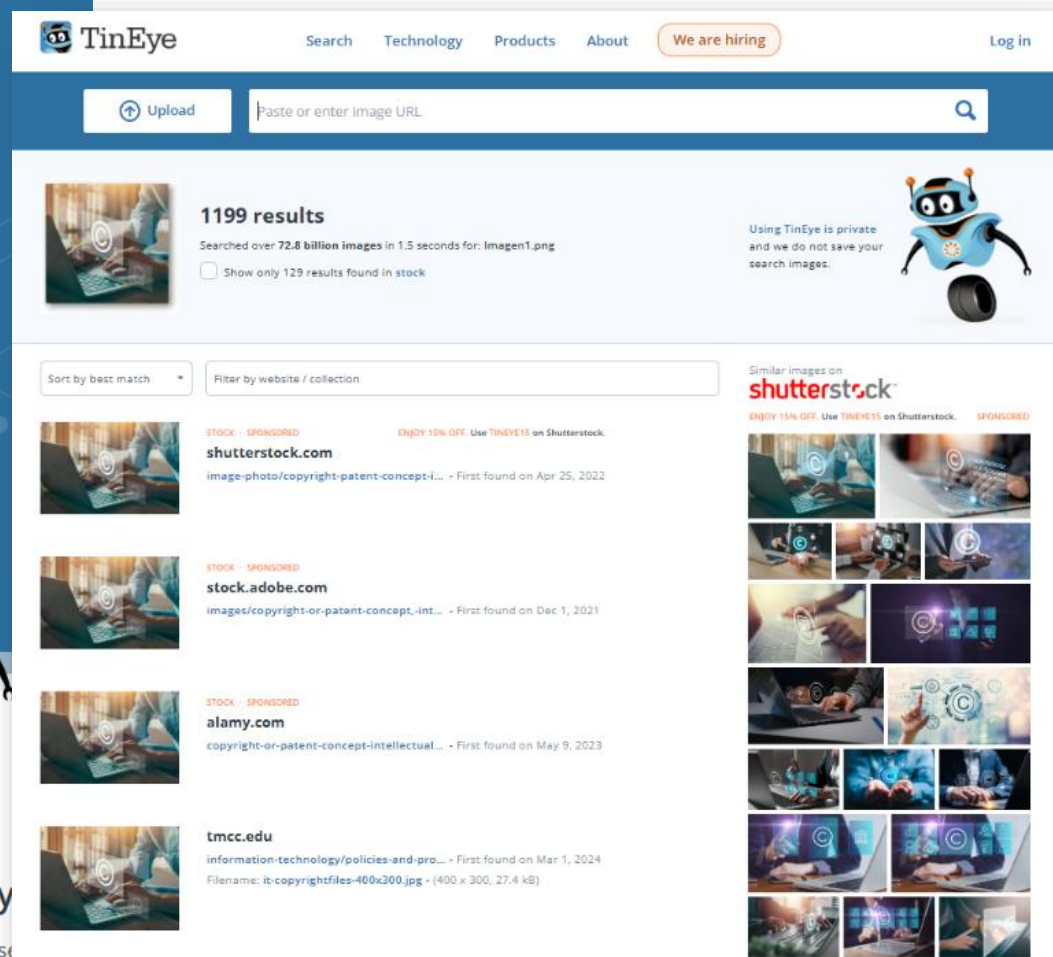 TinEye
Search Technology Products About We are hiring Log in
Upload Paste or enter image URL
1199 results
Searched over 72.8 billion images in 1.5 seconds for: Imagen1.png
Show only 129 results found in stock
Using TinEye is private
and we do not save your
search images.
Sort by best match
Filter by website / collection
STOCK - SPONSORED ENJOY 15% OFF. Use TINEYE15 on Shutterstock.
shutterstock.com
image-photo/copyright-patent-concept-i... - First found on Apr 25, 2022
STOCK - SPONSORED
stock.adobe.com
images/copyright-or-patent-concept,-int... - First found on Dec 1, 2021
STOCK - SPONSORED
alamy.com
copyright-or-patent-concept-intellectual... - First found on May 9, 2023
tmcc.edu
information-technology/policies-and-pro... - First found on Mar 1, 2024
Filename: it-copyrightfiles-400x300.jpg - (400 x 300, 27.4 kB)
Similar images on
shutterstock
ENJOY 15% OFF. Use TINEYE15 on Shutterstock. SPONSORED